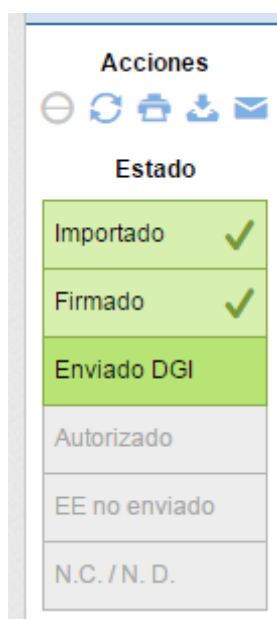 Acciones
Estado
Importado
Firmado
Enviado DGI
Autorizado
EE no enviado
N.C. / N. D.